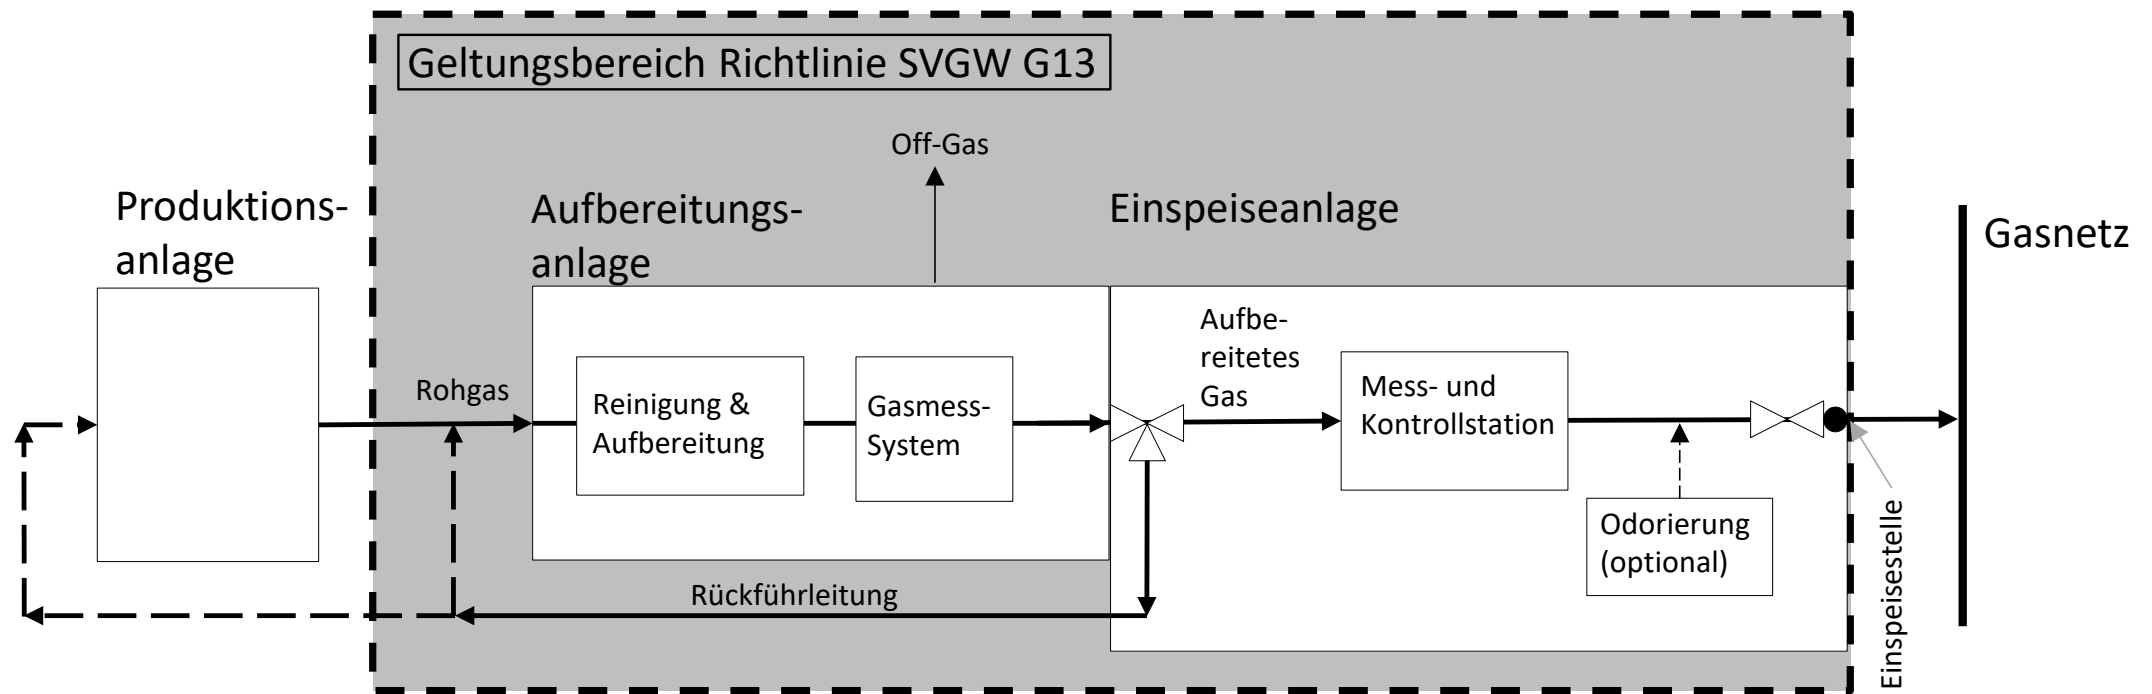 Geltungsbereich Richtlinie SVGW G13
Off-Gas
Produktions-
anlage
Aufbereitungs-
anlage
Einspeiseanlage
Gasnetz
Rohgas
Reinigung &
Aufbereitung
Gasmess-
System
Aufbe-
reitetes
Gas
Mess- und
Kontrollstation
Odorierung
(optional)
Einspeisestelle
Rückführleitung